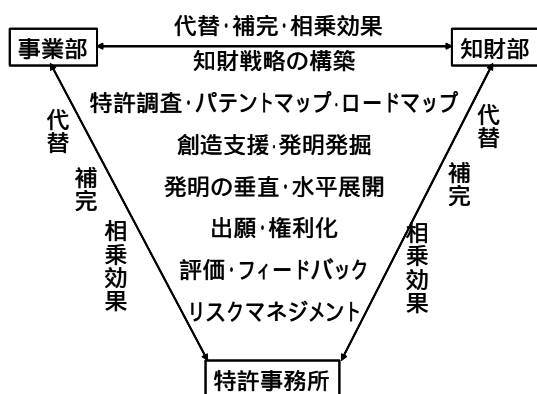 代替・補完・相乗効果
事業部
知財部
知財戦略の構築
特許調査・パテントマップ・ロードマップ
創造支援・発明発掘
発明の垂直・水平展開
出願・権利化
評価・フィードバック
リスクマネジメント
代替
補完
相乗効果
代替
補完
相乗効果
特許事務所